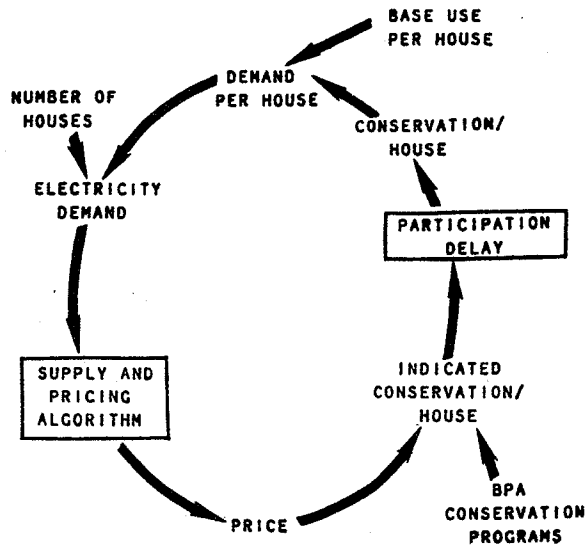 BASE USE
PER HOUSE
DEMAND
PER HOUSE
NUMBER OF
HOUSES
CONSERVATION/
HOUSE
ELECTRICITY
DEMAND
PARTICIPATION
DELAY
SUPPLY AND
PRICING
ALGORITHM
INDICATED
CONSERVATION/
HOUSE
PRICE
BPA
CONSERVATION
PROGRAMS